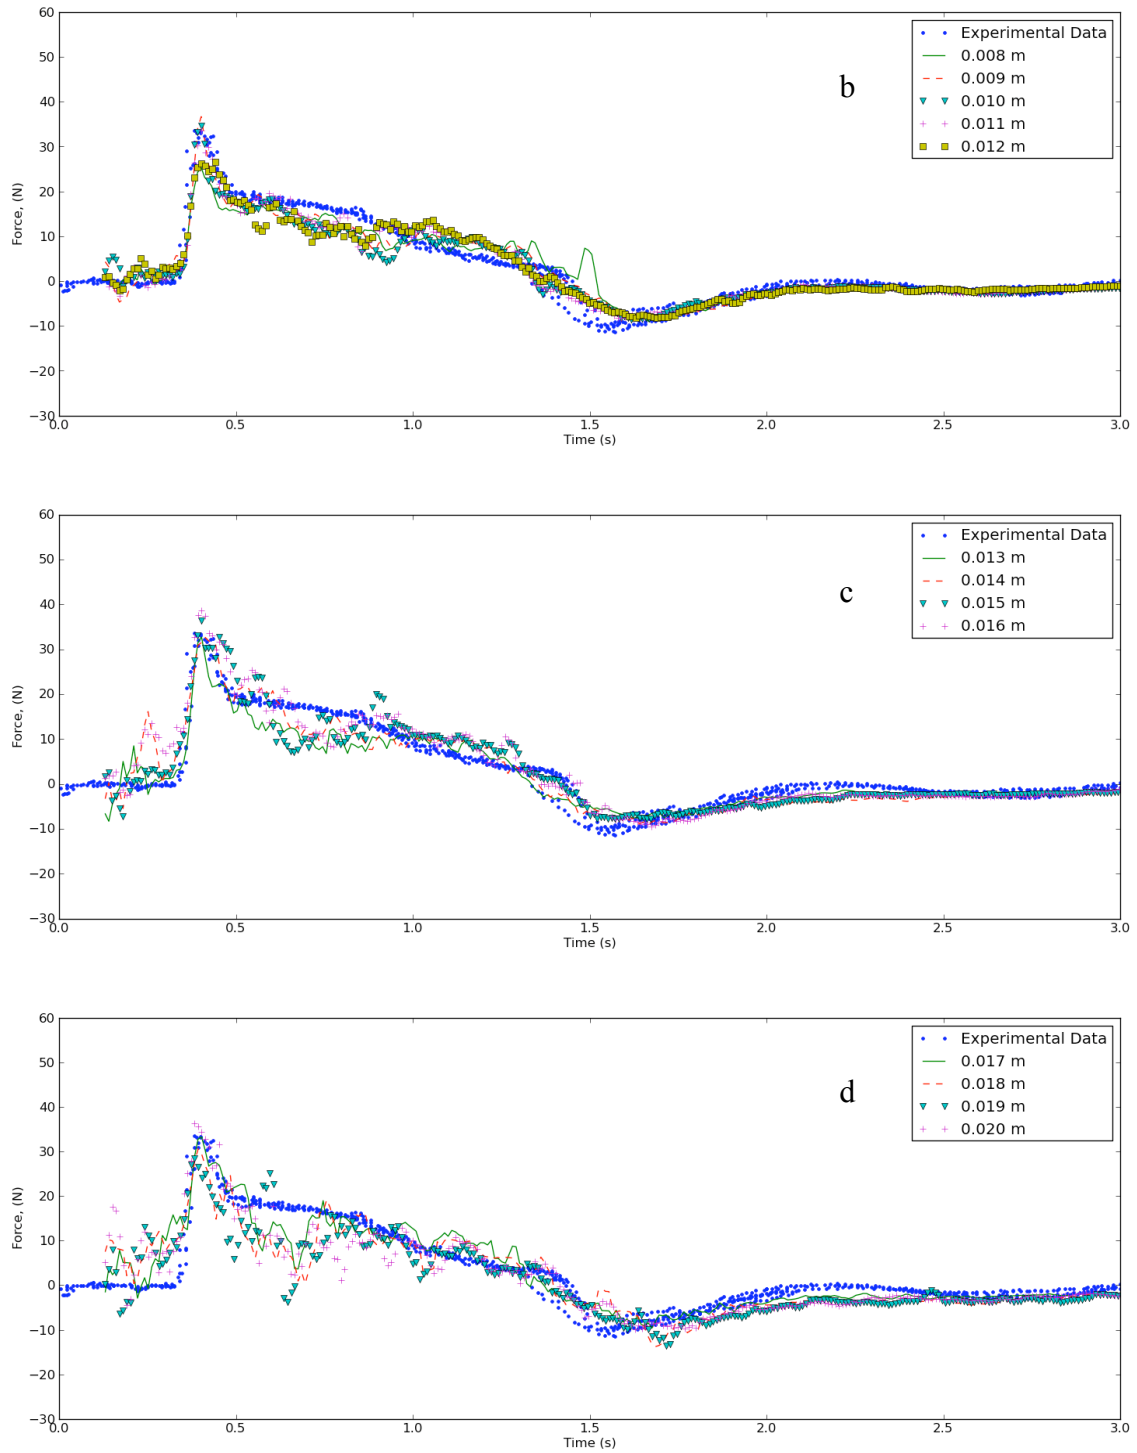 60
50
40
30
20
10
0
−10
−20
−30
Force, (N)
Experimental Data
0.008 m
0.009 m
0.010 m
0.011 m
0.012 m
b
0.0 0.5 1.0 1.5 2.0 2.5 3.0
Time (s)
60
50
40
30
20
10
0
−10
−20
−30
Force, (N)
Experimental Data
0.013 m
0.014 m
0.015 m
0.016 m
c
0.0 0.5 1.0 1.5 2.0 2.5 3.0
Time (s)
60
50
40
30
20
10
0
−10
−20
−30
Force, (N)
Experimental Data
0.017 m
0.018 m
0.019 m
0.020 m
d
0.0 0.5 1.0 1.5 2.0 2.5 3.0
Time (s)